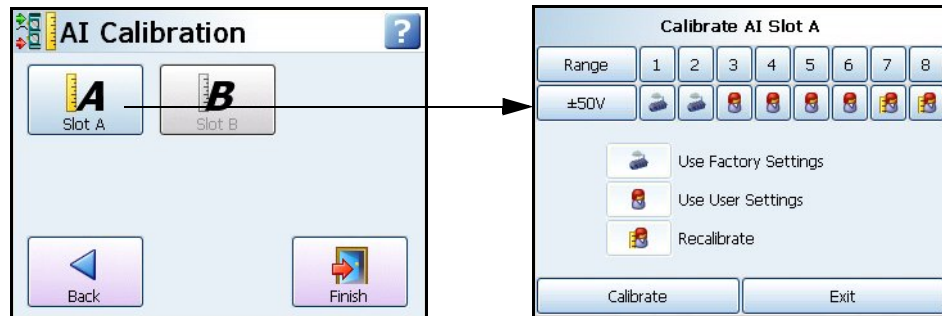 AI Calibration
?
A
Slot A
B
Slot B
Back
Finish
Calibrate AI Slot A
Range 1 2 3 4 5 6 7 8
±50V
Use Factory Settings
Use User Settings
Recalibrate
Calibrate Exit